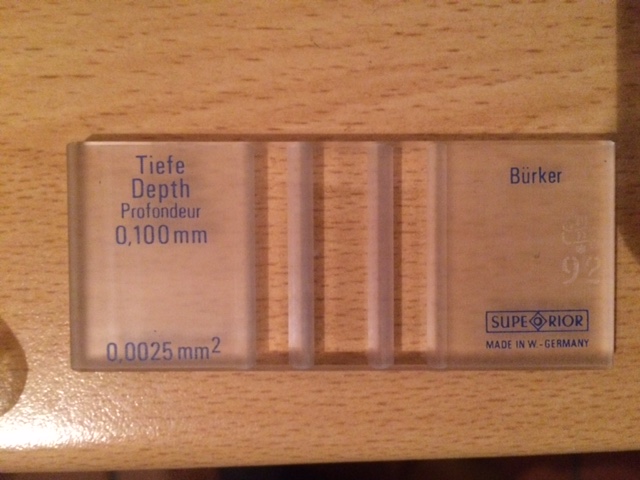 Tiefe
Depth
Profondeur
0,100 mm
0,0025 mm²
Bürker
92
SUPERIOR
MADE IN W.-GERMANY